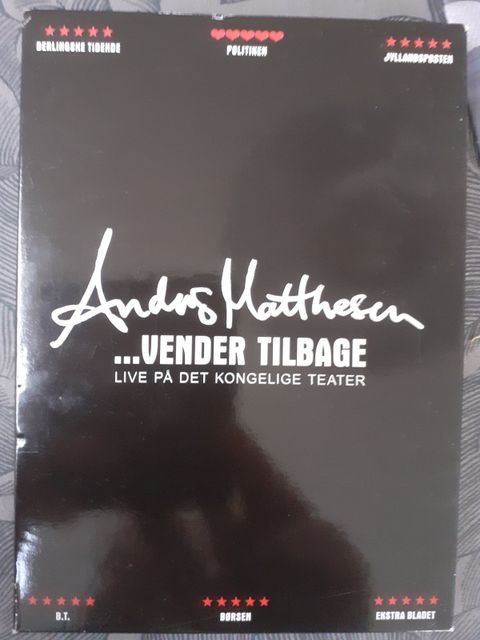 BERLINGSKE TIDENDE
POLITIKEN
JYLLANDSPOSTEN
Anders Matthesen
...VENDER TILBAGE
LIVE PÅ DET KONGELIGE TEATER
B.T.
BØRSEN
EKSTRA BLADET